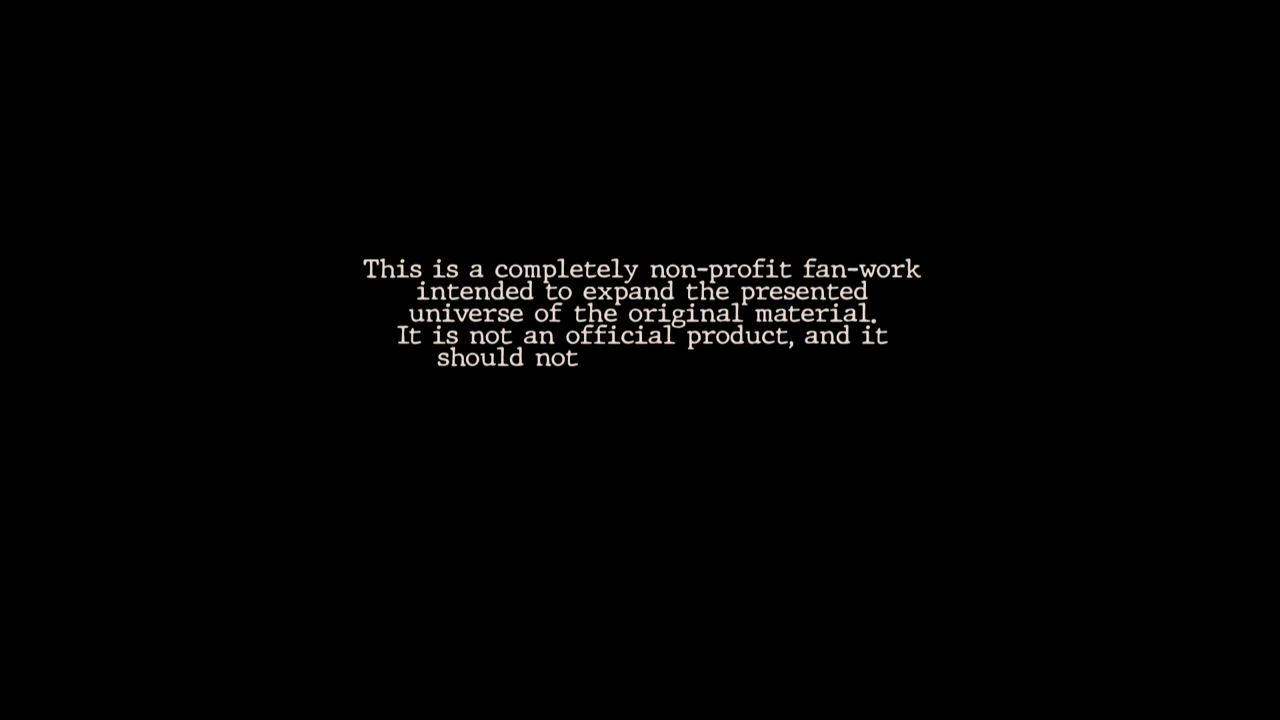 This is a completely non-profit fan-work
intended to expand the presented
universe of the original material.
It is not an official product, and it
should not